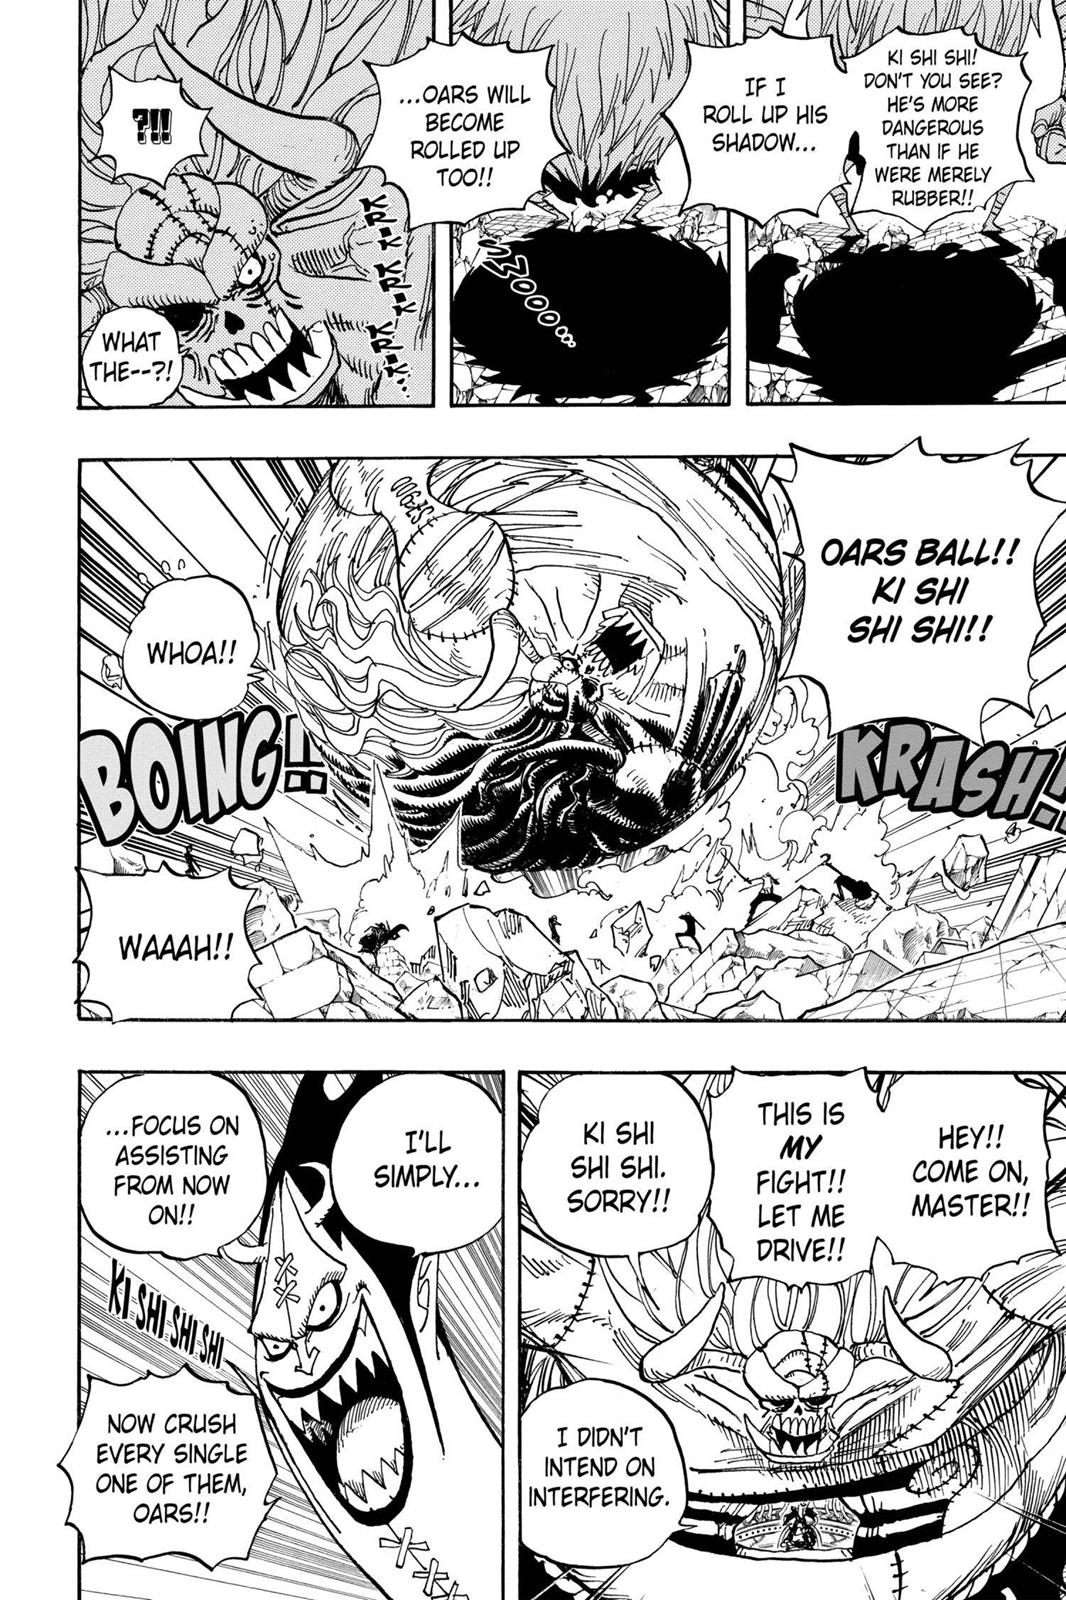 KI SHI SHI!
DON'T YOU SEE?
HE'S MORE
DANGEROUS
THAN IF HE
WERE MERELY
RUBBER!!
IF I
ROLL UP HIS
SHADOW...
...OARS WILL
BECOME
ROLLED UP
TOO!!
SZOOO...
?!!
KRIK
KRIK
KRIK...
WHAT
THE--?!
OARS BALL!!
KI SHI
SHI SHI!!
WHOA!!
KRASH!!
BOING!!
WAAAH!!
HEY!!
COME ON,
MASTER!!
THIS IS
MY
FIGHT!!
LET ME
DRIVE!!
KI SHI
SHI SHI.
SORRY!!
I DIDN'T
INTEND ON
INTERFERING.
I'LL
SIMPLY...
...FOCUS ON
ASSISTING
FROM NOW
ON!!
KI SHI SHI SHI
NOW CRUSH
EVERY SINGLE
ONE OF THEM,
OARS!!